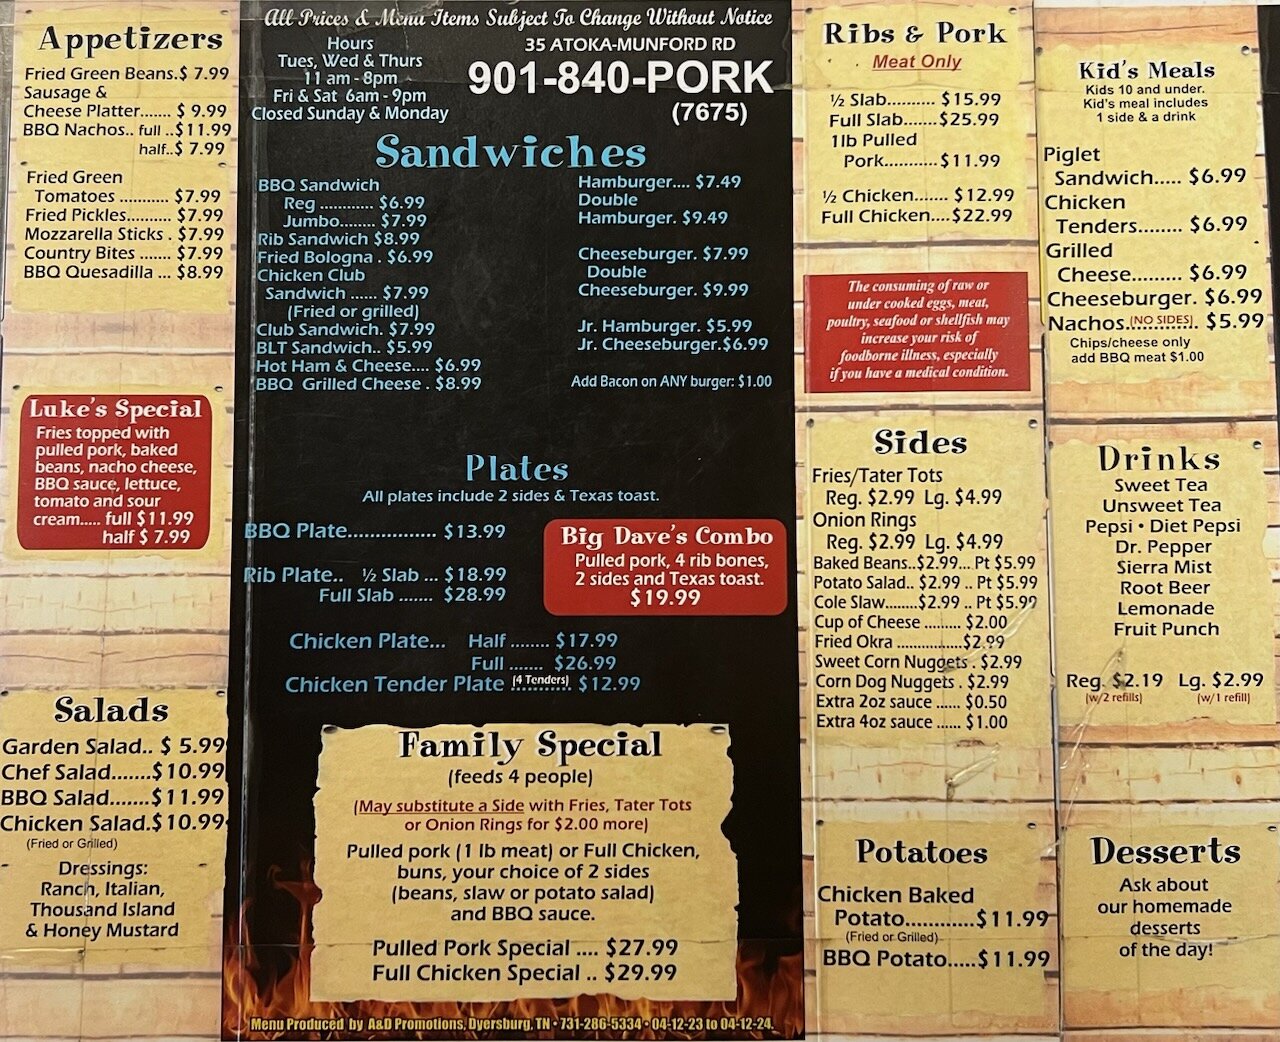 Appetizers
Fried Green Beans.$ 7.99
Sausage &
Cheese Platter....... $ 9.99
BBQ Nachos.. full ..$11.99
half..$ 7.99
Fried Green
Tomatoes ........... $7.99
Fried Pickles.......... $7.99
Mozzarella Sticks . $7.99
Country Bites ....... $7.99
BBQ Quesadilla ... $8.99
Luke's Special
Fries topped with
pulled pork, baked
beans, nacho cheese,
BBQ sauce, lettuce,
tomato and sour
cream..... full $11.99
half $ 7.99
Salads
Garden Salad.. $ 5.99
Chef Salad.......$10.99
BBQ Salad.......$11.99
Chicken Salad.$10.99
(Fried or Grilled)
Dressings:
Ranch, Italian,
Thousand Island
& Honey Mustard
All Prices & Menu Items Subject To Change Without Notice
Hours
Tues, Wed & Thurs
11 am - 8pm
Fri & Sat 6am - 9pm
Closed Sunday & Monday
35 ATOKA-MUNFORD RD
901-840-PORK
(7675)
Sandwiches
BBQ Sandwich
Reg ............ $6.99
Jumbo........ $7.99
Rib Sandwich $8.99
Fried Bologna . $6.99
Chicken Club
Sandwich ...... $7.99
(Fried or grilled)
Club Sandwich. $7.99
BLT Sandwich.. $5.99
Hot Ham & Cheese.... $6.99
BBQ Grilled Cheese . $8.99
Hamburger.... $7.49
Double
Hamburger. $9.49
Cheeseburger. $7.99
Double
Cheeseburger. $9.99
Jr. Hamburger. $5.99
Jr. Cheeseburger.$6.99
Add Bacon on ANY burger: $1.00
Plates
All plates include 2 sides & Texas toast.
BBQ Plate................. $13.99
Rib Plate.. ½ Slab ... $18.99
Full Slab ....... $28.99
Big Dave's Combo
Pulled pork, 4 rib bones,
2 sides and Texas toast.
$19.99
Chicken Plate... Half ........ $17.99
Full ....... $26.99
Chicken Tender Plate (4 Tenders) ........... $12.99
Family Special
(feeds 4 people)
(May substitute a Side with Fries, Tater Tots
or Onion Rings for $2.00 more)
Pulled pork (1 lb meat) or Full Chicken,
buns, your choice of 2 sides
(beans, slaw or potato salad)
and BBQ sauce.
Pulled Pork Special .... $27.99
Full Chicken Special .. $29.99
Menu Produced by A&D Promotions, Dyersburg, TN • 731-286-5334 • 04-12-23 to 04-12-24.
Ribs & Pork
Meat Only
½ Slab.......... $15.99
Full Slab.......$25.99
1lb Pulled
Pork...........$11.99
½ Chicken....... $12.99
Full Chicken....$22.99
The consuming of raw or
under cooked eggs, meat,
poultry, seafood or shellfish may
increase your risk of
foodborne illness, especially
if you have a medical condition.
Sides
Fries/Tater Tots
Reg. $2.99 Lg. $4.99
Onion Rings
Reg. $2.99 Lg. $4.99
Baked Beans..$2.99... Pt $5.99
Potato Salad.. $2.99 .. Pt $5.99
Cole Slaw........$2.99 .. Pt $5.99
Cup of Cheese ......... $2.00
Fried Okra .................$2.99
Sweet Corn Nuggets . $2.99
Corn Dog Nuggets . $2.99
Extra 2oz sauce ...... $0.50
Extra 4oz sauce ...... $1.00
Potatoes
Chicken Baked
Potato............$11.99
(Fried or Grilled)
BBQ Potato.....$11.99
Kid's Meals
Kids 10 and under.
Kid's meal includes
1 side & a drink
Piglet
Sandwich..... $6.99
Chicken
Tenders........ $6.99
Grilled
Cheese......... $6.99
Cheeseburger. $6.99
Nachos.(NO SIDES). $5.99
Chips/cheese only
add BBQ meat $1.00
Drinks
Sweet Tea
Unsweet Tea
Pepsi • Diet Pepsi
Dr. Pepper
Sierra Mist
Root Beer
Lemonade
Fruit Punch
Reg. $2.19 Lg. $2.99
(w/2 refills) (w/1 refill)
Desserts
Ask about
our homemade
desserts
of the day!